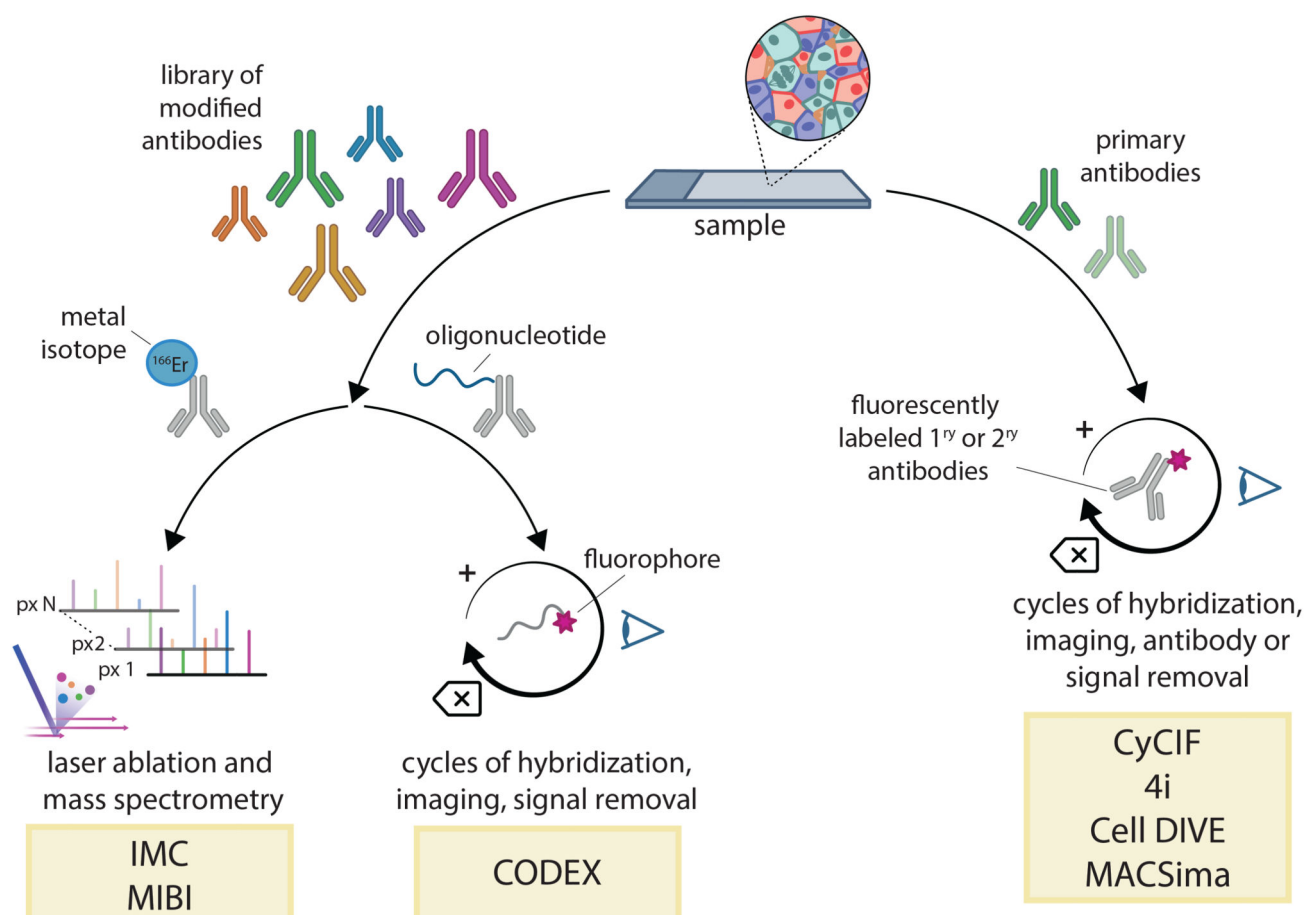 library of
modified
antibodies
sample
primary
antibodies
metal
isotope
¹⁶⁶Er
oligonucleotide
fluorescently
labeled 1ʳʸ or 2ʳʸ
antibodies
+
px N
px2
px 1
+
fluorophore
x
x
laser ablation and
mass spectrometry
cycles of hybridization,
imaging, signal removal
cycles of hybridization,
imaging, antibody or
signal removal
IMC
MIBI
CODEX
CyCIF
4i
Cell DIVE
MACSima